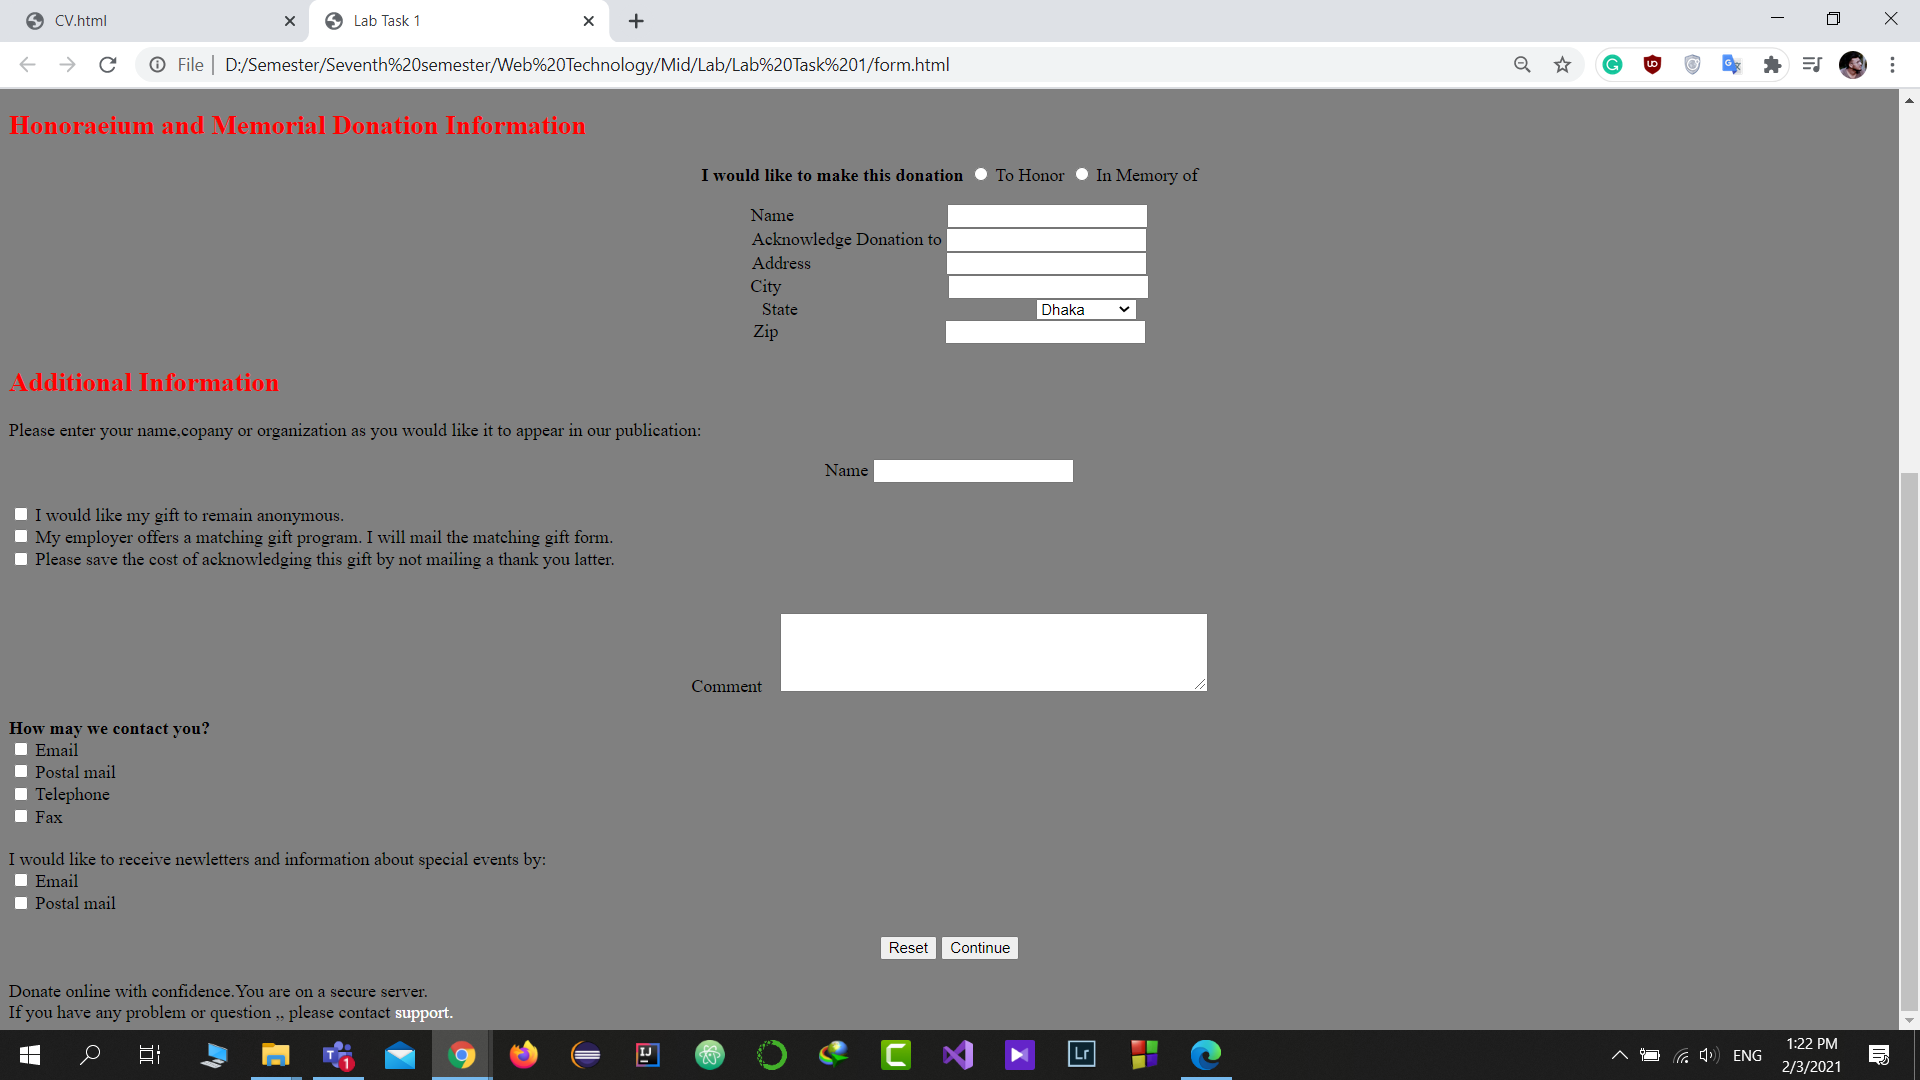 CV.html
Lab Task 1
File | D:/Semester/Seventh%20semester/Web%20Technology/Mid/Lab/Lab%20Task%201/form.html
Honoraeium and Memorial Donation Information
I would like to make this donation To Honor In Memory of
Name
Acknowledge Donation to
Address
City
State Dhaka
Zip
Additional Information
Please enter your name,copany or organization as you would like it to appear in our publication:
Name
I would like my gift to remain anonymous.
My employer offers a matching gift program. I will mail the matching gift form.
Please save the cost of acknowledging this gift by not mailing a thank you latter.
Comment
How may we contact you?
Email
Postal mail
Telephone
Fax
I would like to receive newletters and information about special events by:
Email
Postal mail
Reset Continue
Donate online with confidence.You are on a secure server.
If you have any problem or question ,, please contact support.
T 1 IJ C Lr ENG
1:22 PM
2/3/2021